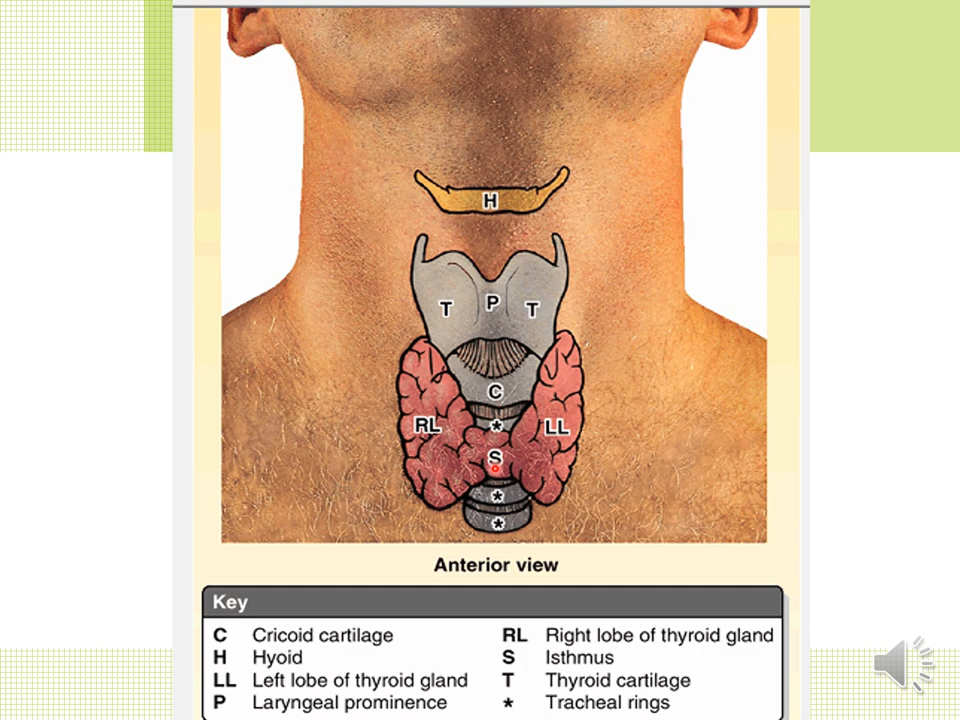 H
T P T
C
RL * LL
S
*
*
Anterior view
Key
C Cricoid cartilage
H Hyoid
LL Left lobe of thyroid gland
P Laryngeal prominence
RL Right lobe of thyroid gland
S Isthmus
T Thyroid cartilage
* Tracheal rings